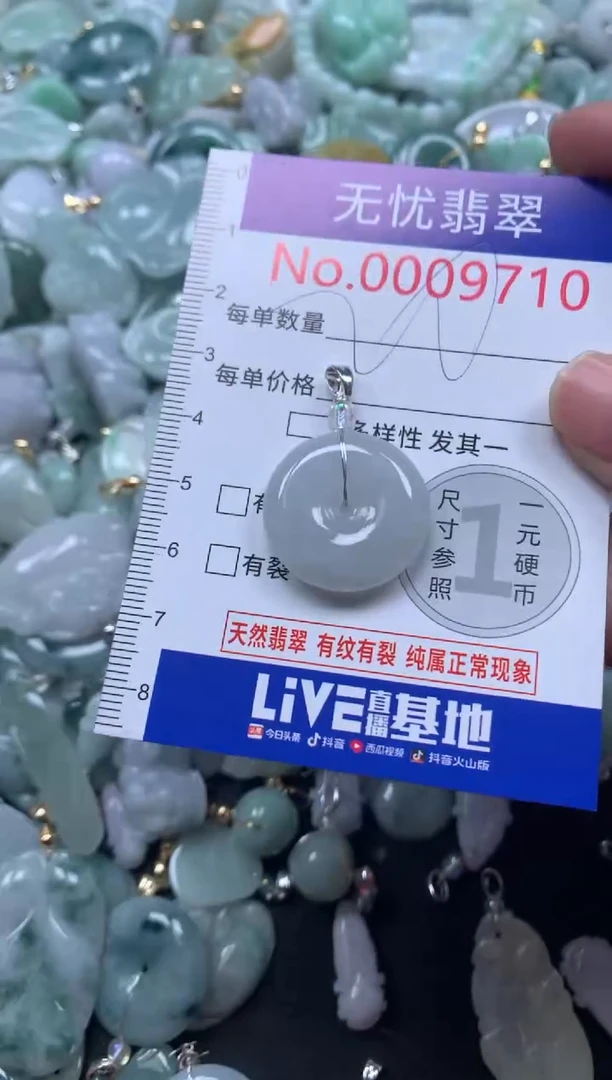 0
1
2
3
4
5
6
7
8
无忧翡翠
No.0009710
每单数量
每单价格
多样性 发其一
有
有裂
尺寸参照
1
一元硬币
天然翡翠 有纹有裂 纯属正常现象
LiVE直播基地
今日头条 抖音 西瓜视频 抖音火山版